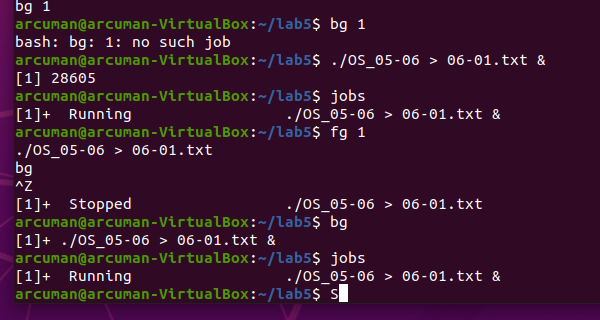 bg 1
arcuman@arcuman-VirtualBox:~/lab5$ bg 1
bash: bg: 1: no such job
arcuman@arcuman-VirtualBox:~/lab5$ ./OS_05-06 > 06-01.txt &
[1] 28605
arcuman@arcuman-VirtualBox:~/lab5$ jobs
[1]+  Running                 ./OS_05-06 > 06-01.txt &
arcuman@arcuman-VirtualBox:~/lab5$ fg 1
./OS_05-06 > 06-01.txt
bg
^Z
[1]+  Stopped                 ./OS_05-06 > 06-01.txt
arcuman@arcuman-VirtualBox:~/lab5$ bg
[1]+ ./OS_05-06 > 06-01.txt &
arcuman@arcuman-VirtualBox:~/lab5$ jobs
[1]+  Running                 ./OS_05-06 > 06-01.txt &
arcuman@arcuman-VirtualBox:~/lab5$ S